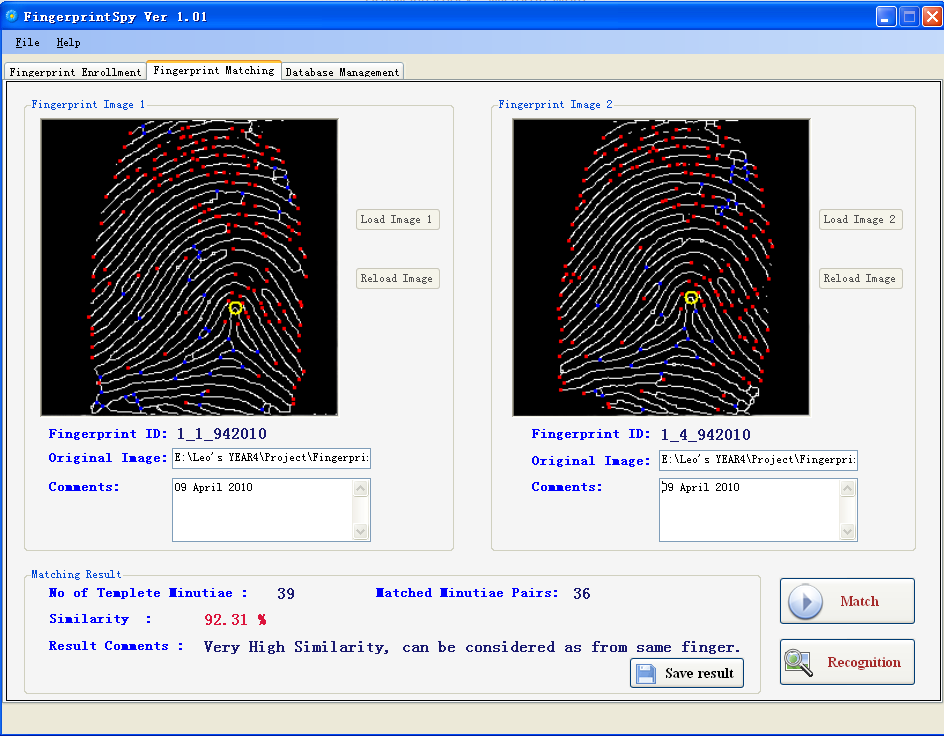 FingerprintSpy Ver 1.01
File Help
Fingerprint Enrollment Fingerprint Matching Database Management
Fingerprint Image 1
Load Image 1
Reload Image
Fingerprint ID: 1_1_942010
Original Image: E:\Leo's YEAR4\Project\Fingerpri
Comments: 09 April 2010
Fingerprint Image 2
Load Image 2
Reload Image
Fingerprint ID: 1_4_942010
Original Image: E:\Leo's YEAR4\Project\Fingerpri
Comments: 09 April 2010
Matching Result
No of Templete Minutiae : 39 Matched Minutiae Pairs: 36
Similarity : 92.31 %
Result Comments : Very High Similarity, can be considered as from same finger.
Save result
Match
Recognition